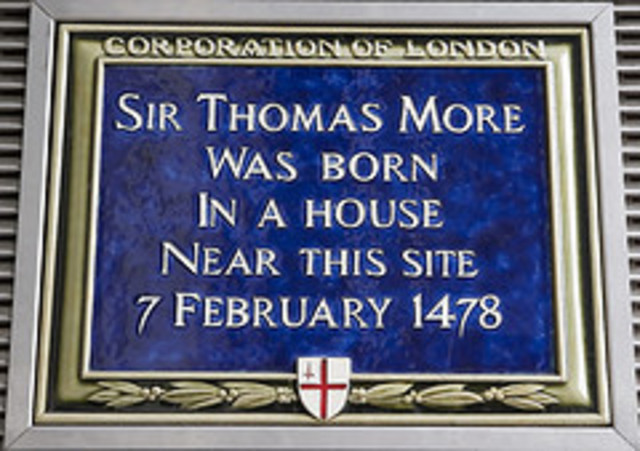 CORPORATION OF LONDON
SIR THOMAS MORE
WAS BORN
IN A HOUSE
NEAR THIS SITE
7 FEBRUARY 1478